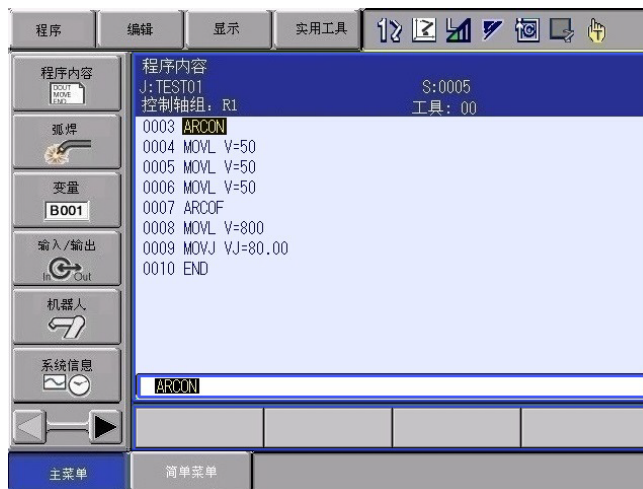 程序 编辑 显示 实用工具
程序内容
DOUT
MOVE
END
弧焊
变量
B001
输入/输出
In Out
机器人
系统信息
程序内容
J:TEST01 S:0005
控制轴组: R1 工具: 00
0003 ARCON
0004 MOVL V=50
0005 MOVL V=50
0006 MOVL V=50
0007 ARCOF
0008 MOVL V=800
0009 MOVJ VJ=80.00
0010 END
ARCON
主菜单 简单菜单